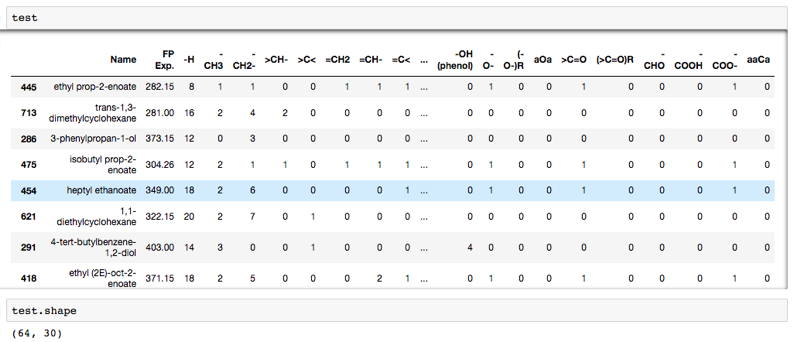 test
Name FP Exp. -H -CH3 -CH2- >CH- >C< =CH2 =CH- =C< ... -OH (phenol) -O- (-O-)R aOa >C=O (>C=O)R -CHO -COOH -COO- aaCa
445 ethyl prop-2-enoate 282.15 8 1 1 0 0 1 1 1 ... 0 1 0 0 1 0 0 0 1 0
713 trans-1,3-dimethylcyclohexane 281.00 16 2 4 2 0 0 0 0 ... 0 0 0 0 0 0 0 0 0 0
286 3-phenylpropan-1-ol 373.15 12 0 3 0 0 0 0 0 ... 0 0 0 0 0 0 0 0 0 0
475 isobutyl prop-2-enoate 304.26 12 2 1 1 0 1 1 1 ... 0 1 0 0 1 0 0 0 1 0
454 heptyl ethanoate 349.00 18 2 6 0 0 0 0 1 ... 0 1 0 0 1 0 0 0 1 0
621 1,1-diethylcyclohexane 322.15 20 2 7 0 1 0 0 0 ... 0 0 0 0 0 0 0 0 0 0
291 4-tert-butylbenzene-1,2-diol 403.00 14 3 0 0 1 0 0 0 ... 4 0 0 0 0 0 0 0 0 0
418 ethyl (2E)-oct-2-enoate 371.15 18 2 5 0 0 0 2 1 ... 0 1 0 0 1 0 0 0 1 0
test.shape
(64, 30)